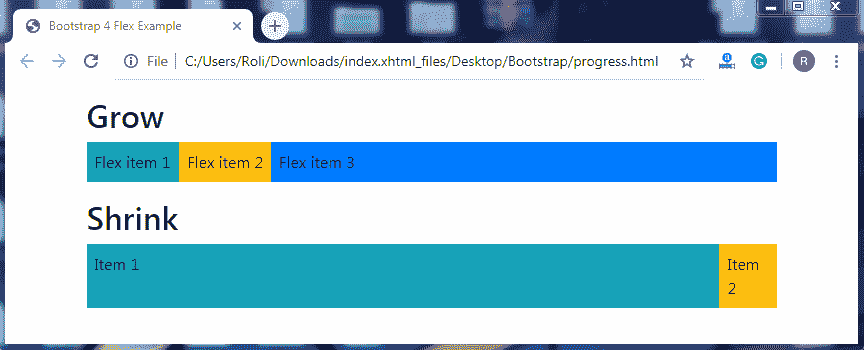 Bootstrap 4 Flex Example
File C:/Users/Roli/Downloads/index.xhtml_files/Desktop/Bootstrap/progress.html
R
Grow
Flex item 1 Flex item 2 Flex item 3
Shrink
Item 1 Item
2